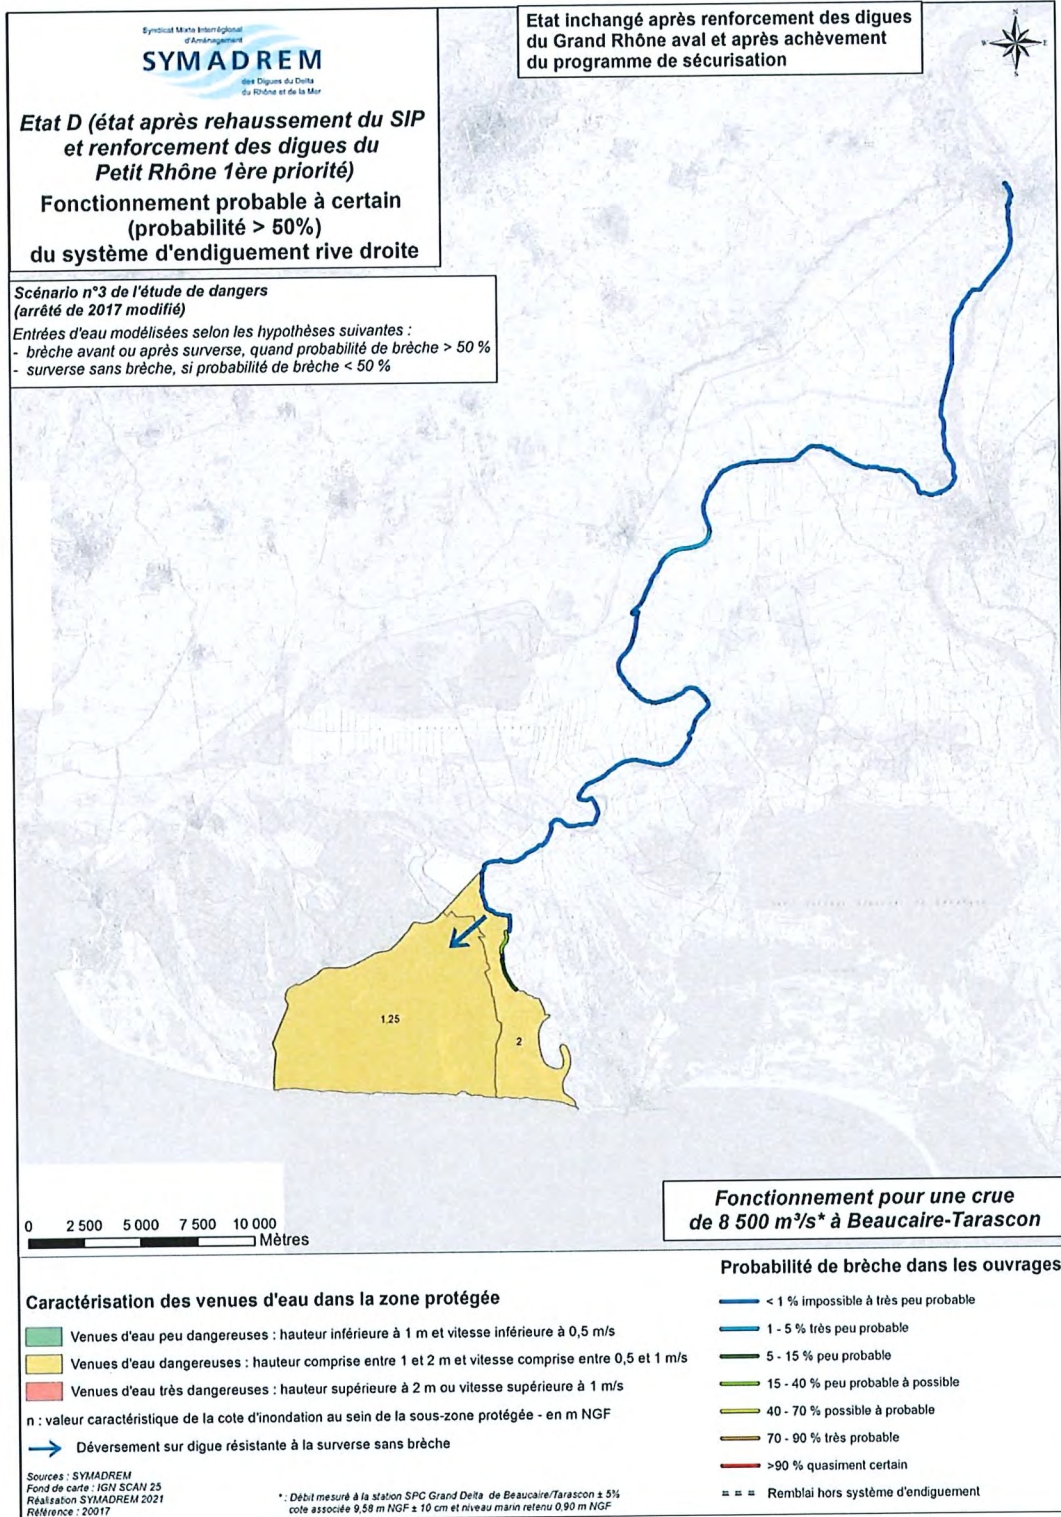 Syndicat Mixte Interrégional
d'Aménagement
SYMADREM
des Digues du Delta
du Rhône et de la Mer
Etat D (état après rehaussement du SIP
et renforcement des digues du
Petit Rhône 1ère priorité)
Fonctionnement probable à certain
(probabilité > 50%)
du système d'endiguement rive droite
Etat inchangé après renforcement des digues
du Grand Rhône aval et après achèvement
du programme de sécurisation
N
W
E
S
Scénario n°3 de l'étude de dangers
(arrêté de 2017 modifié)
Entrées d'eau modélisées selon les hypothèses suivantes :
- brèche avant ou après surverse, quand probabilité de brèche > 50 %
- surverse sans brèche, si probabilité de brèche < 50 %
1,25
2
0 2 500 5 000 7 500 10 000
Mètres
Fonctionnement pour une crue
de 8 500 m³/s* à Beaucaire-Tarascon
Caractérisation des venues d'eau dans la zone protégée
Venues d'eau peu dangereuses : hauteur inférieure à 1 m et vitesse inférieure à 0,5 m/s
Venues d'eau dangereuses : hauteur comprise entre 1 et 2 m et vitesse comprise entre 0,5 et 1 m/s
Venues d'eau très dangereuses : hauteur supérieure à 2 m ou vitesse supérieure à 1 m/s
n : valeur caractéristique de la cote d'inondation au sein de la sous-zone protégée - en m NGF
Déversement sur digue résistante à la surverse sans brèche
Sources : SYMADREM
Fond de carte : IGN SCAN 25
Réalisation SYMADREM 2021
Référence : 20017
* : Débit mesuré à la station SPC Grand Delta de Beaucaire/Tarascon ± 5%
cote associée 9,58 m NGF ± 10 cm et niveau marin retenu 0,90 m NGF
Probabilité de brèche dans les ouvrages
< 1 % impossible à très peu probable
1 - 5 % très peu probable
5 - 15 % peu probable
15 - 40 % peu probable à possible
40 - 70 % possible à probable
70 - 90 % très probable
>90 % quasiment certain
Remblai hors système d'endiguement